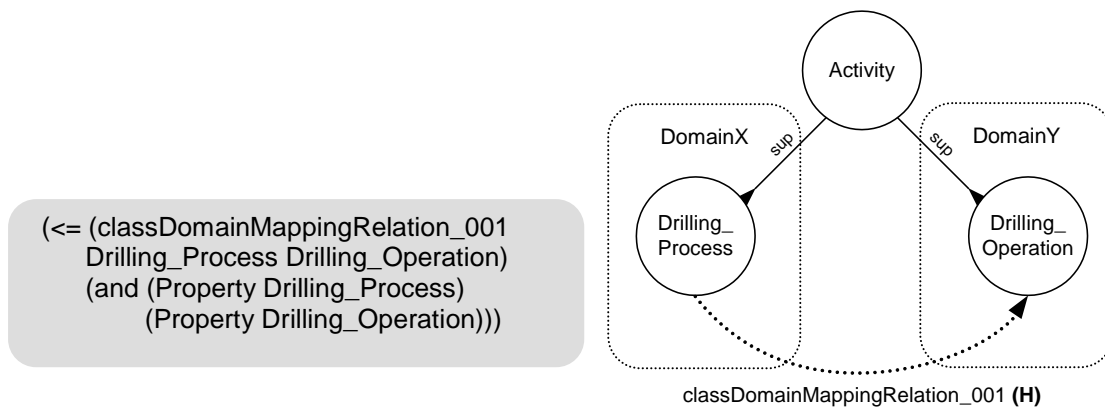 (<= (classDomainMappingRelation_001
Drilling_Process Drilling_Operation)
(and (Property Drilling_Process)
(Property Drilling_Operation)))
Activity
DomainX
sup
sup
DomainY
Drilling_
Process
Drilling_
Operation
classDomainMappingRelation_001 (H)